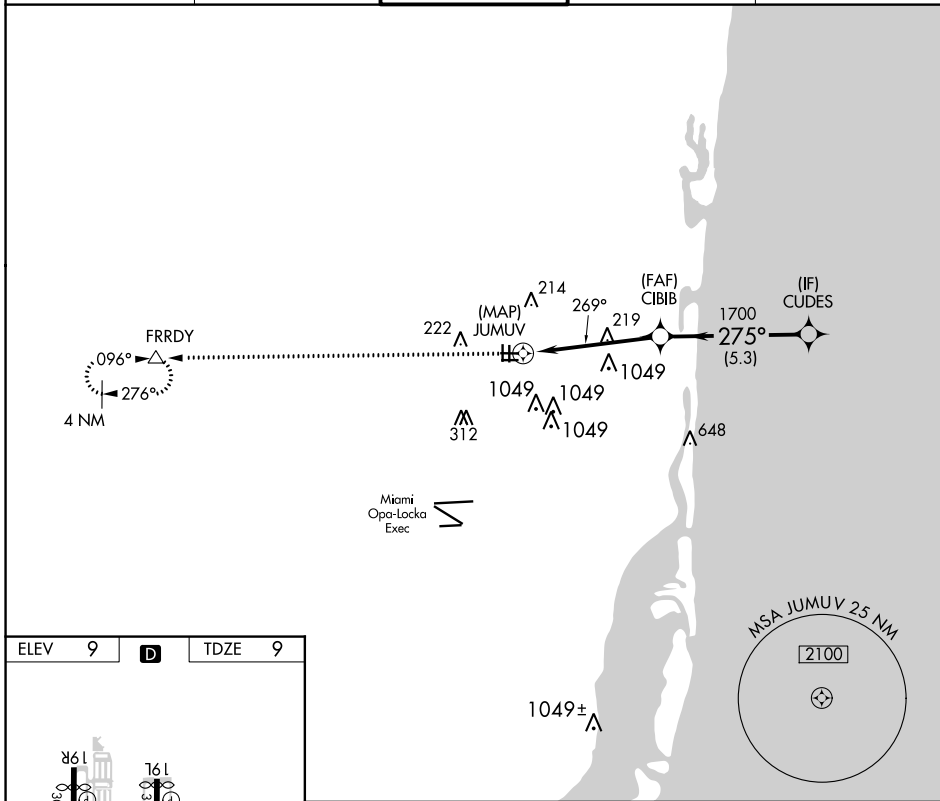 214
(FAF)
CIBIB
(IF)
CUDES
(MAP)
JUMUV
269°
1700
275°
(5.3)
222
219
FRRDY
096°
276°
4 NM
1049
1049
1049
1049
312
648
Miami
Opa-Locka
Exec
MSA JUMUV 25 NM
2100
ELEV 9
D
TDZE 9
1049±
19R
19L